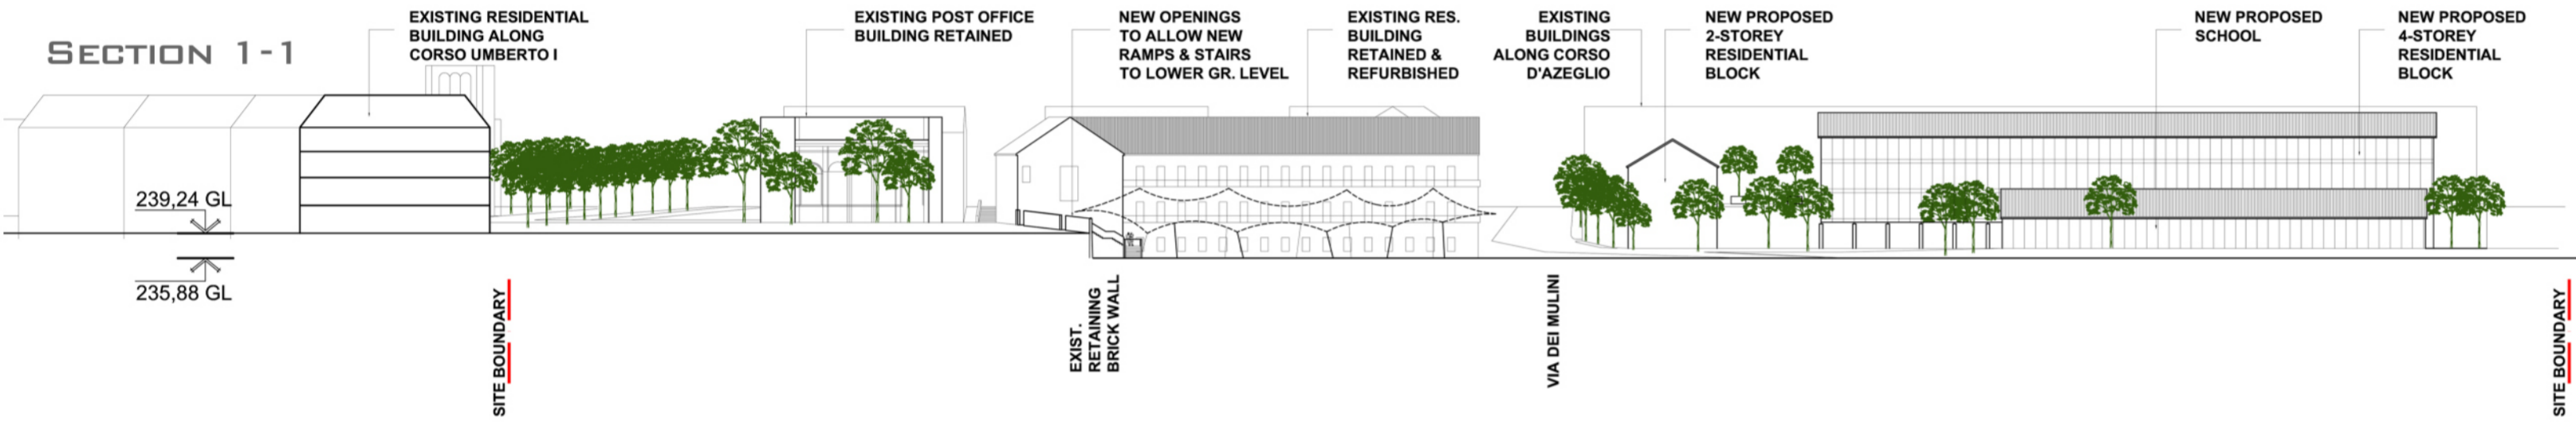 SECTION 1-1
EXISTING RESIDENTIAL
BUILDING ALONG
CORSO UMBERTO I
EXISTING POST OFFICE
BUILDING RETAINED
NEW OPENINGS
TO ALLOW NEW
RAMPS & STAIRS
TO LOWER GR. LEVEL
EXISTING RES.
BUILDING
RETAINED &
REFURBISHED
EXISTING
BUILDINGS
ALONG CORSO
D'AZEGLIO
NEW PROPOSED
2-STOREY
RESIDENTIAL
BLOCK
NEW PROPOSED
SCHOOL
NEW PROPOSED
4-STOREY
RESIDENTIAL
BLOCK
239,24 GL
235,88 GL
SITE BOUNDARY
EXIST.
RETAINING
BRICK WALL
VIA DEI MULINI
SITE BOUNDARY